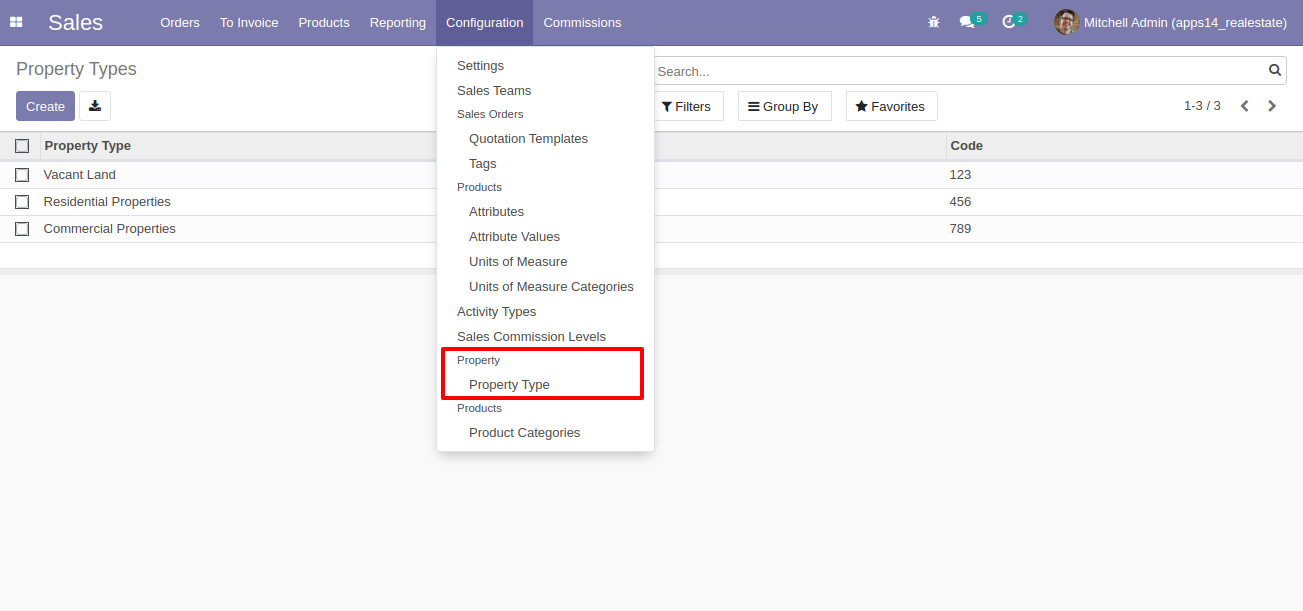 Sales Orders To Invoice Products Reporting Configuration Commissions 5 2 Mitchell Admin (apps14_realestate)
Property Types
Search...
Create
Filters Group By Favorites 1-3 / 3
Property Type Code
Vacant Land 123
Residential Properties 456
Commercial Properties 789
Settings
Sales Teams
Sales Orders
Quotation Templates
Tags
Products
Attributes
Attribute Values
Units of Measure
Units of Measure Categories
Activity Types
Sales Commission Levels
Property
Property Type
Products
Product Categories